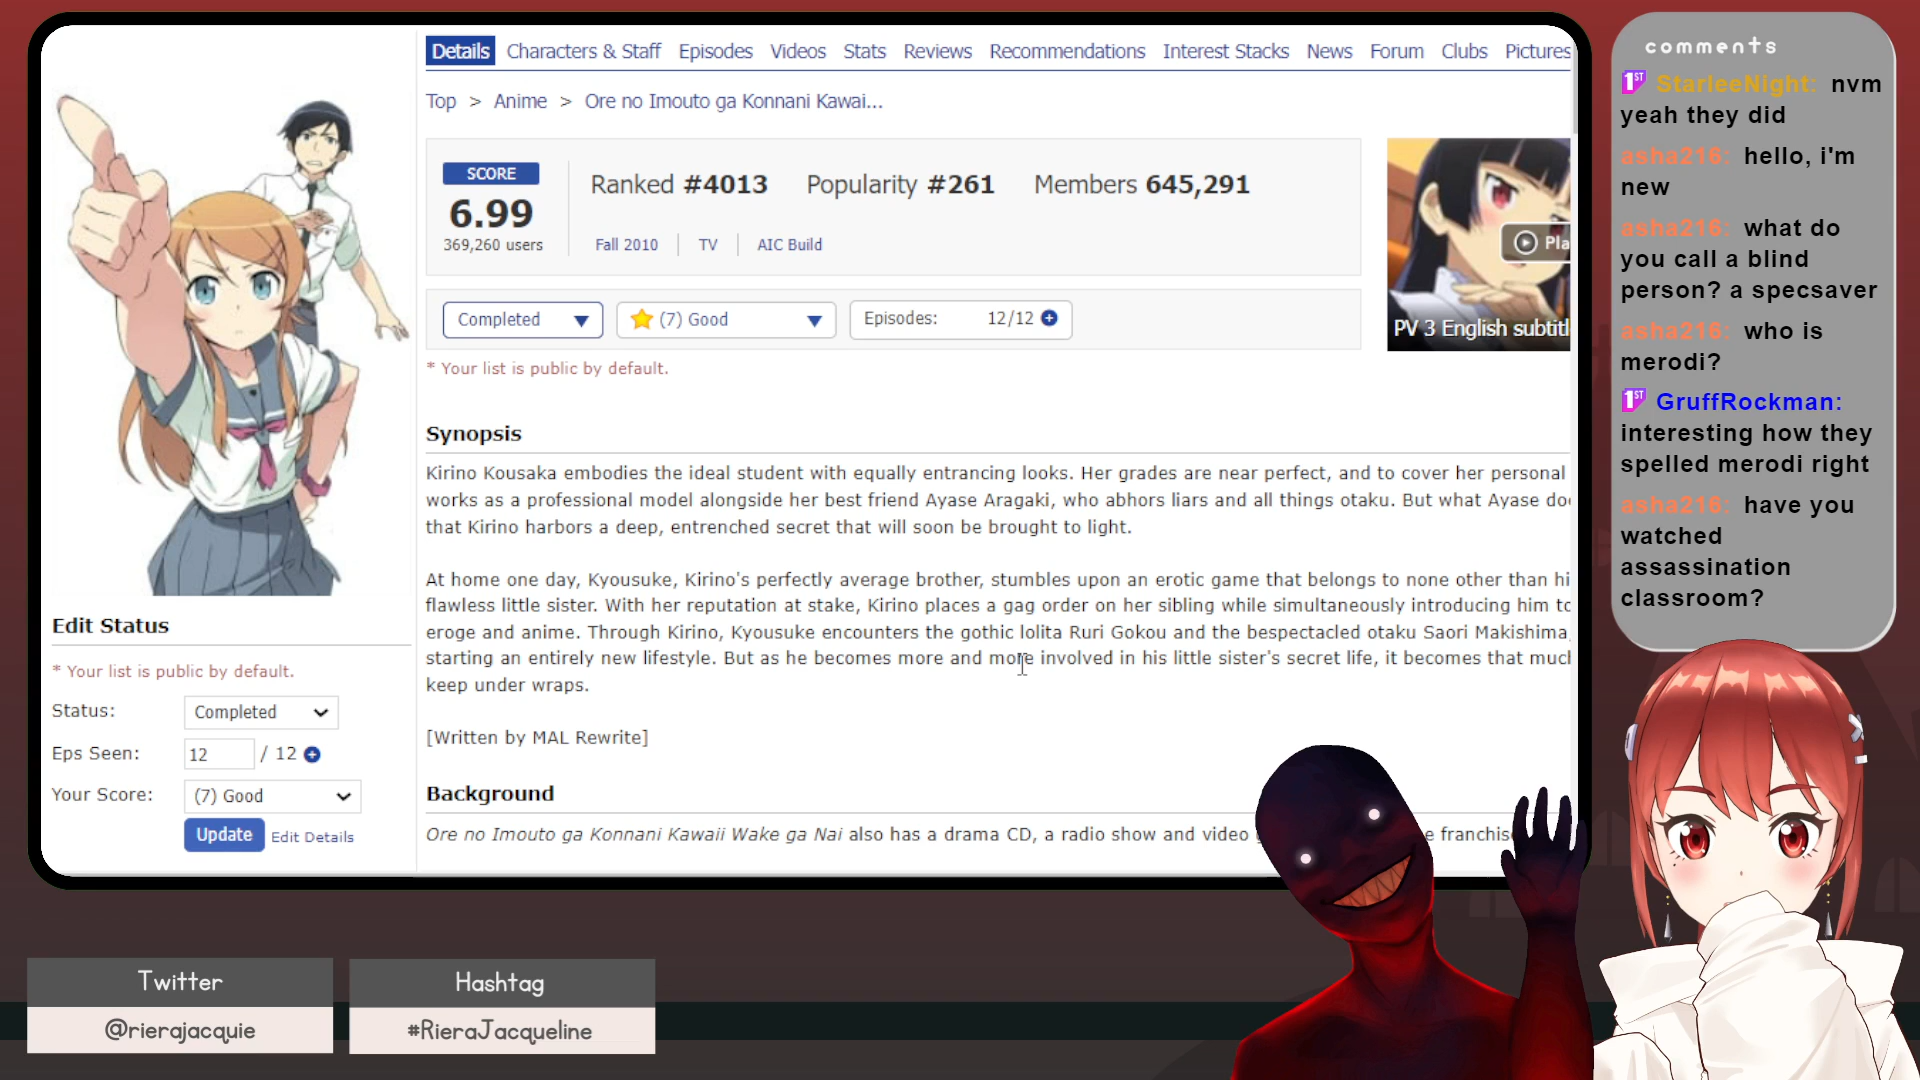 Details Characters & Staff Episodes Videos Stats Reviews Recommendations Interest Stacks News Forum Clubs Pictures
Top > Anime > Ore no Imouto ga Konnani Kawai...
SCORE
6.99
369,260 users
Ranked #4013 Popularity #261 Members 645,291
Fall 2010 TV AIC Build
Completed (7) Good Episodes: 12/12
* Your list is public by default.
PV 3 English subtitl
Synopsis
Kirino Kousaka embodies the ideal student with equally entrancing looks. Her grades are near perfect, and to cover her personal
works as a professional model alongside her best friend Ayase Aragaki, who abhors liars and all things otaku. But what Ayase do
that Kirino harbors a deep, entrenched secret that will soon be brought to light.
At home one day, Kyousuke, Kirino's perfectly average brother, stumbles upon an erotic game that belongs to none other than hi
flawless little sister. With her reputation at stake, Kirino places a gag order on her sibling while simultaneously introducing him to
eroge and anime. Through Kirino, Kyousuke encounters the gothic lolita Ruri Gokou and the bespectacled otaku Saori Makishima,
starting an entirely new lifestyle. But as he becomes more and more involved in his little sister's secret life, it becomes that much
keep under wraps.
[Written by MAL Rewrite]
Background
Ore no Imouto ga Konnani Kawaii Wake ga Nai also has a drama CD, a radio show and video e franchise
Edit Status
* Your list is public by default.
Status: Completed
Eps Seen: 12 / 12
Your Score: (7) Good
Update Edit Details
comments
1ST StarleeNight: nvm
yeah they did
asha216: hello, i'm
new
asha216: what do
you call a blind
person? a specsaver
asha216: who is
merodi?
1ST GruffRockman:
interesting how they
spelled merodi right
asha216: have you
watched
assassination
classroom?
Twitter
@rierajacquie
Hashtag
#RieraJacqueline